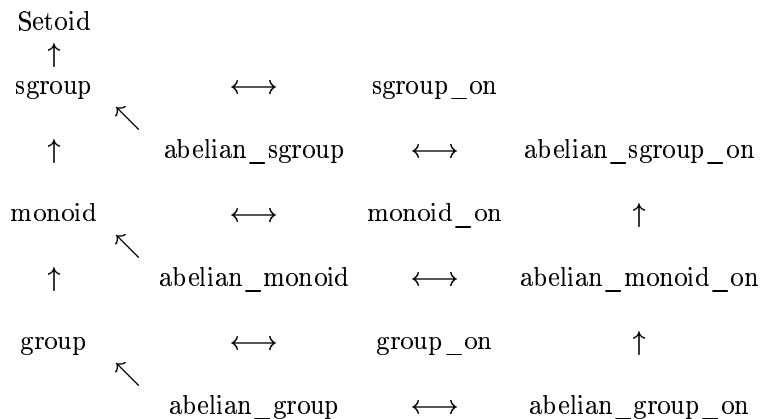 Setoid
↑
sgroup ⟷ sgroup_on
↖
↑ abelian_sgroup ⟷ abelian_sgroup_on
monoid ⟷ monoid_on ↑
↖
↑ abelian_monoid ⟷ abelian_monoid_on
group ⟷ group_on ↑
↖
abelian_group ⟷ abelian_group_on